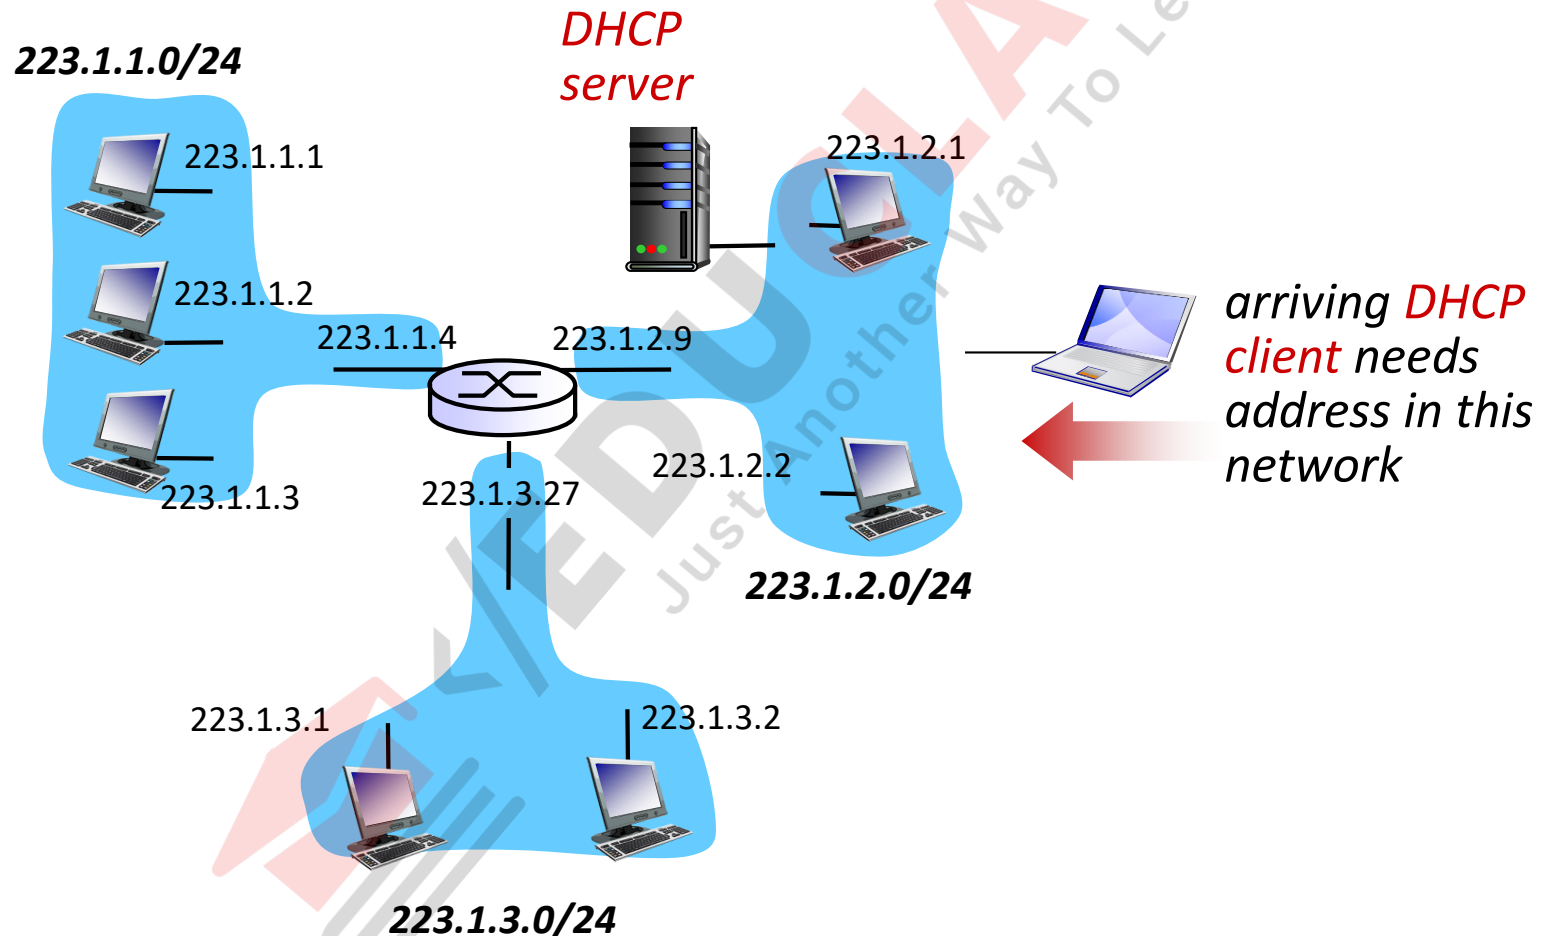 DHCP
server
223.1.1.0/24
223.1.1.1
223.1.2.1
223.1.1.2
223.1.1.4
223.1.2.9
arriving DHCP
client needs
address in this
network
223.1.2.2
223.1.1.3
223.1.3.27
223.1.2.0/24
223.1.3.1
223.1.3.2
223.1.3.0/24
EDUCLA
Just Another Way To Le